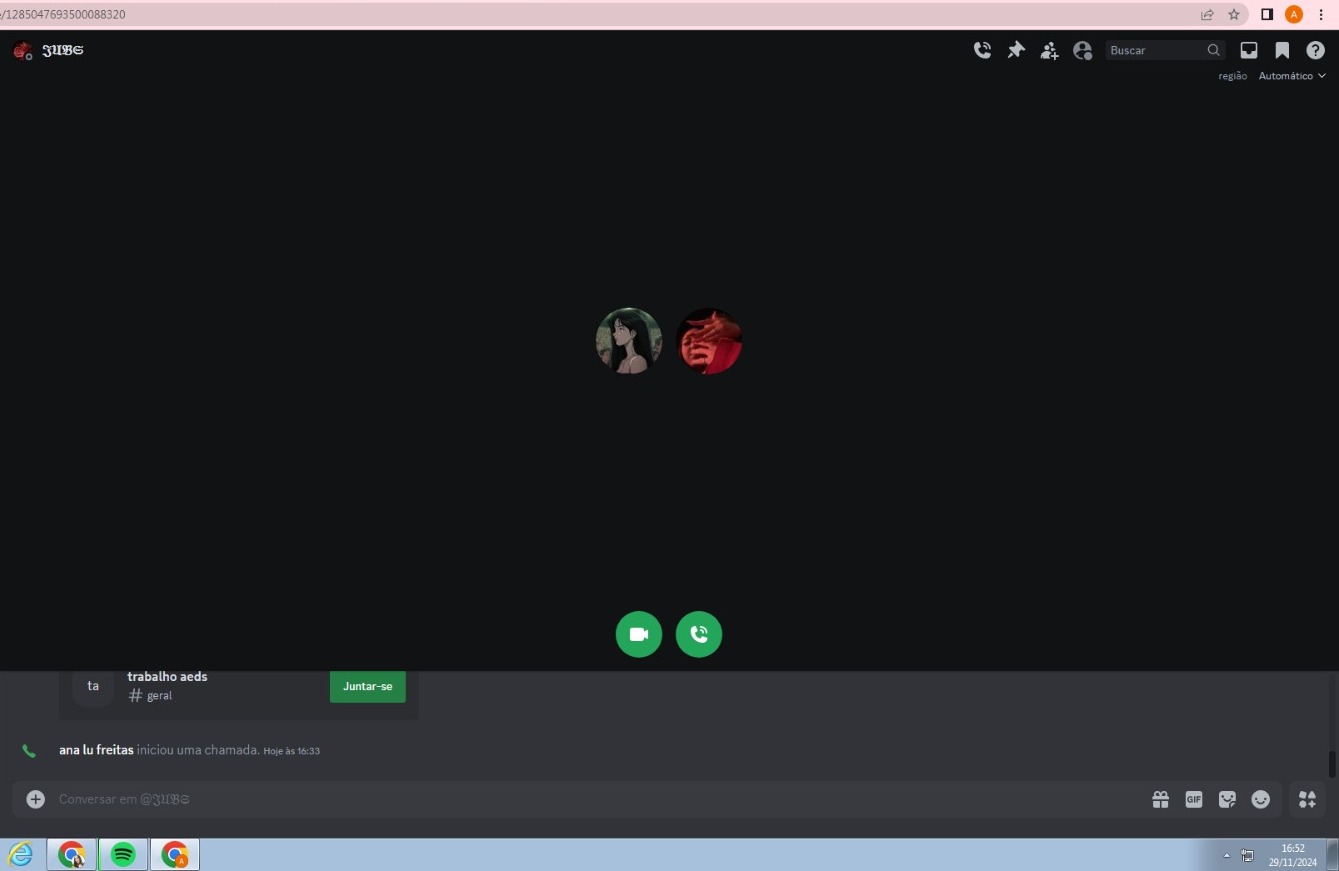 /1285047693500088320
A
𝔍𝔘𝔅𝔖
Buscar
região Automático
trabalho aeds
ta
geral
Juntar-se
ana lu freitas iniciou uma chamada. Hoje às 16:33
Conversar em @𝔍𝔘𝔅𝔖
GIF
A
16:52
29/11/2024